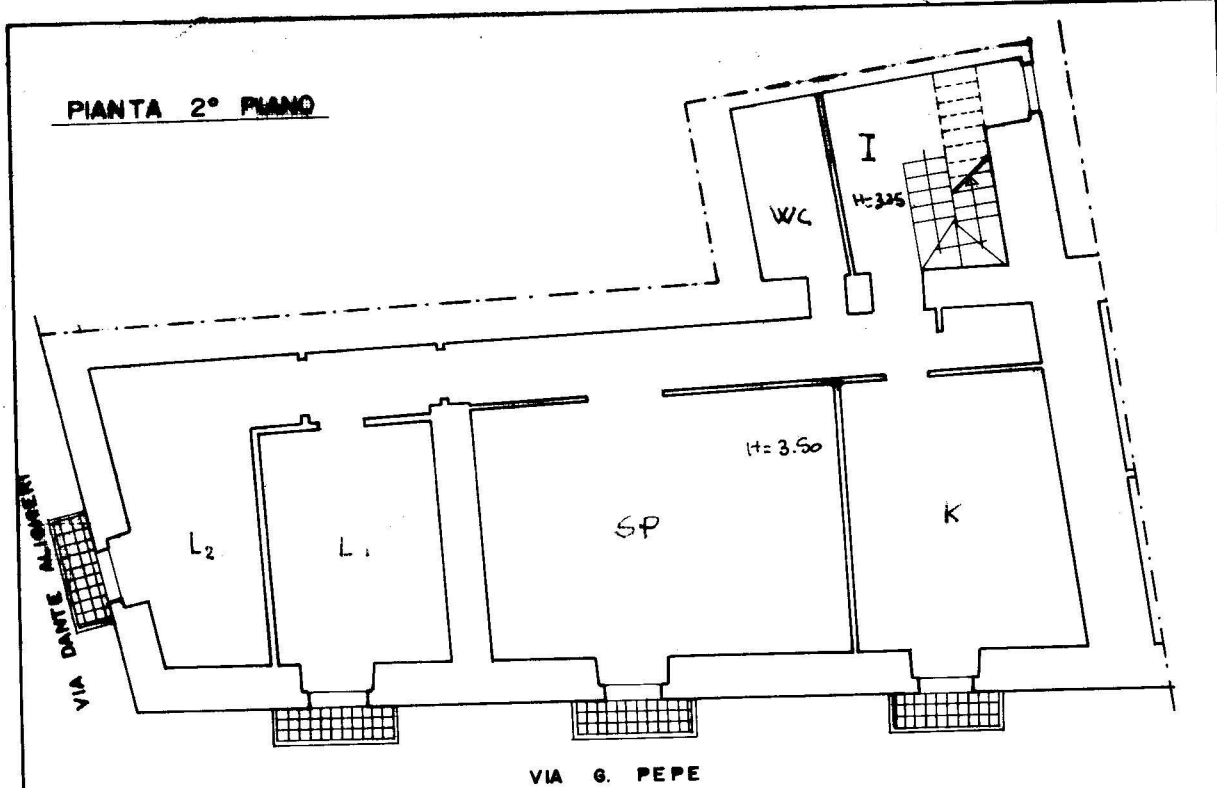 PIANTA 2° PIANO
I
H=3.25
WC
H=3.50
L2
L1
SP
K
VIA DANTE ALIGHIERI
VIA G. PEPE